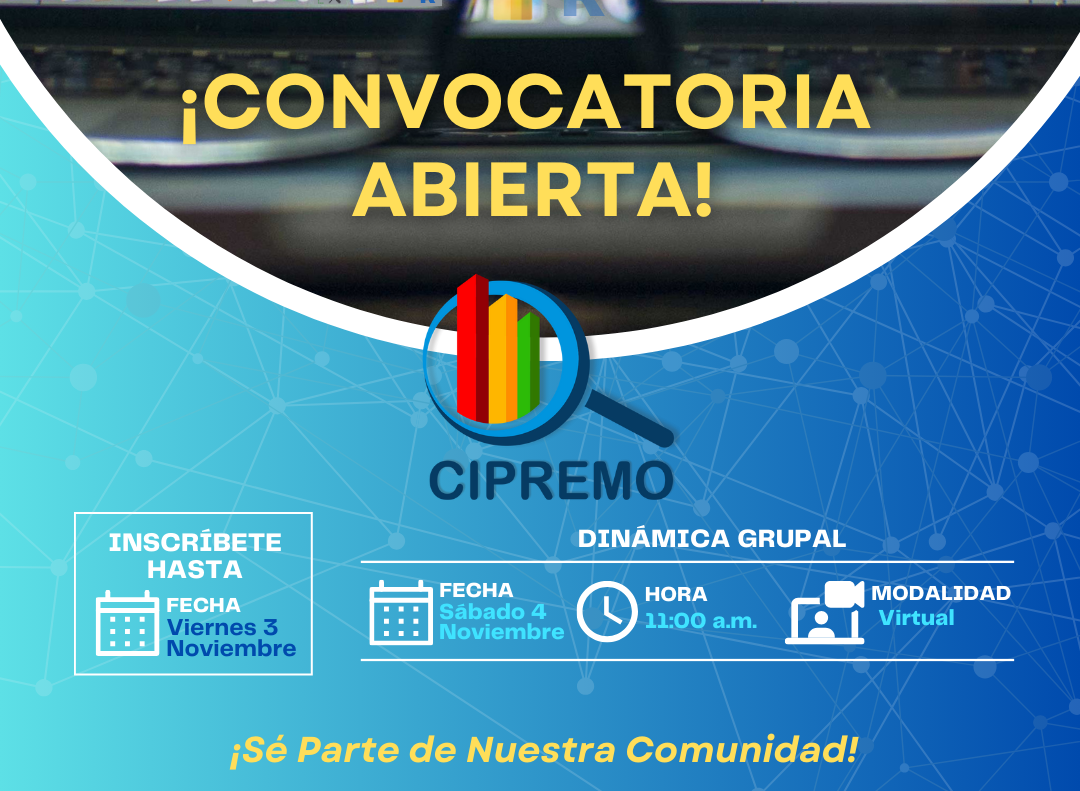 ¡CONVOCATORIA
ABIERTA!
CIPREMO
INSCRÍBETE
HASTA
FECHA
Viernes 3
Noviembre
DINÁMICA GRUPAL
FECHA
Sábado 4
Noviembre
HORA
11:00 a.m.
MODALIDAD
Virtual
¡Sé Parte de Nuestra Comunidad!